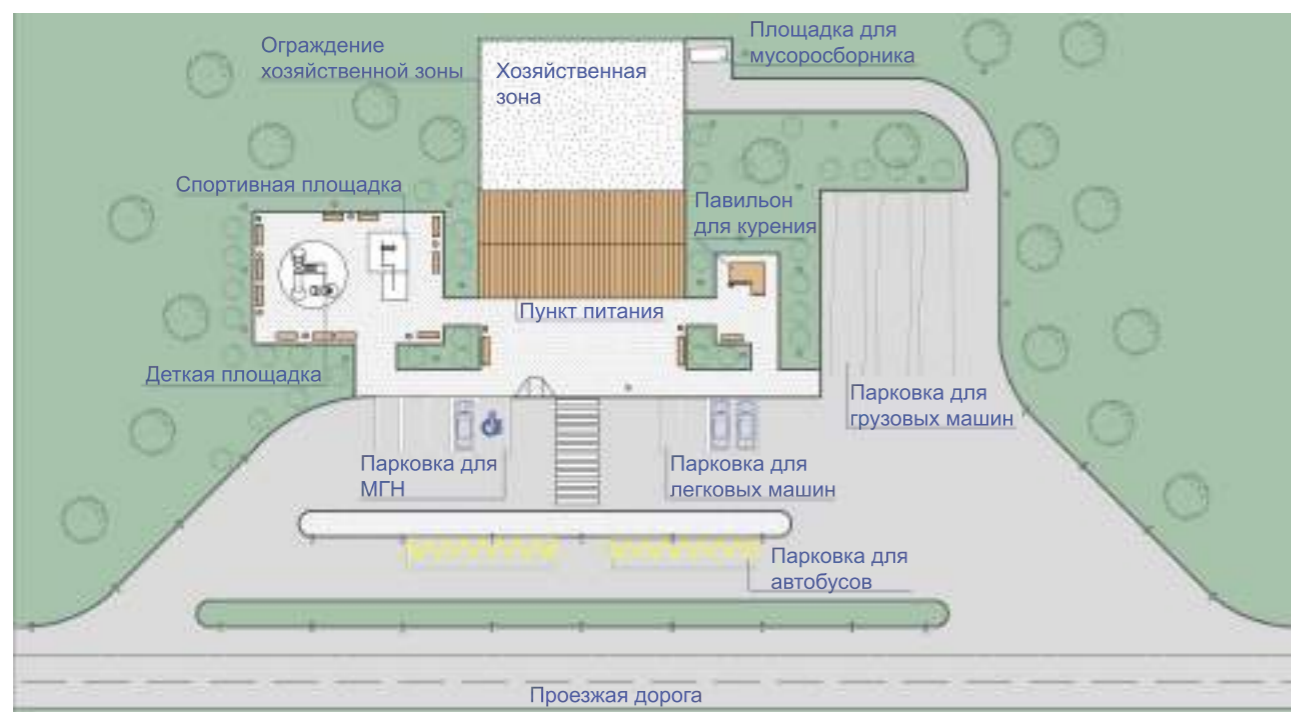 Ограждение
хозяйственной зоны
Хозяйственная
зона
Площадка для
мусоросборника
Спортивная площадка
Павильон
для курения
Пункт питания
Деткая площадка
Парковка для
грузовых машин
Парковка для
МГН
Парковка для
легковых машин
Парковка для
автобусов
Проезжая дорога